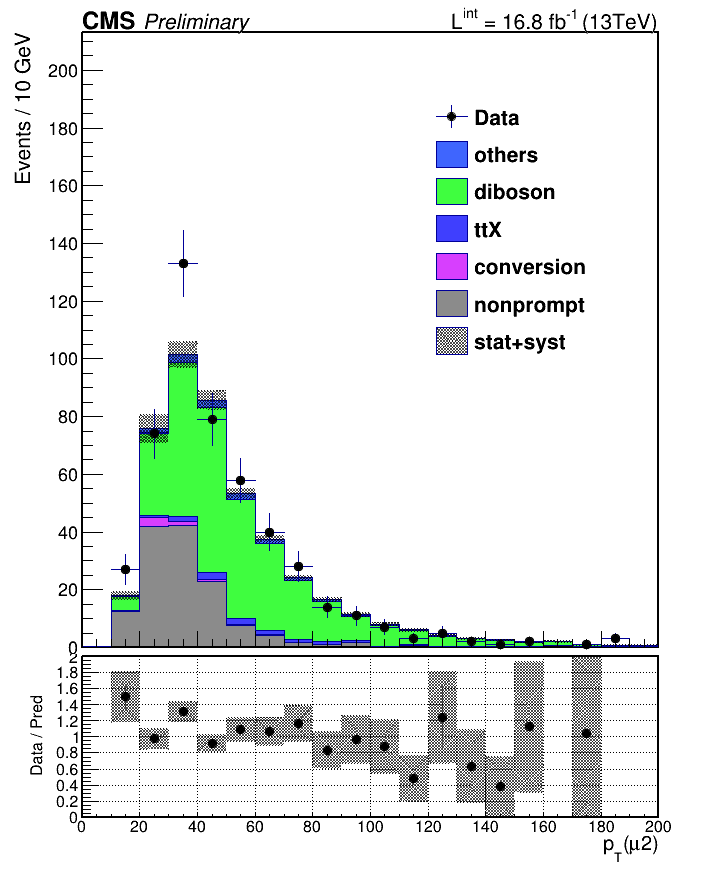 CMS Preliminary L^int = 16.8 fb^-1 (13TeV)
Events / 10 GeV
200
180
160
140
120
100
80
60
40
20
0
Data
others
diboson
ttX
conversion
nonprompt
stat+syst
Data / Pred
2
1.8
1.6
1.4
1.2
1
0.8
0.6
0.4
0.2
0
0 20 40 60 80 100 120 140 160 180 200
p_T(μ2)